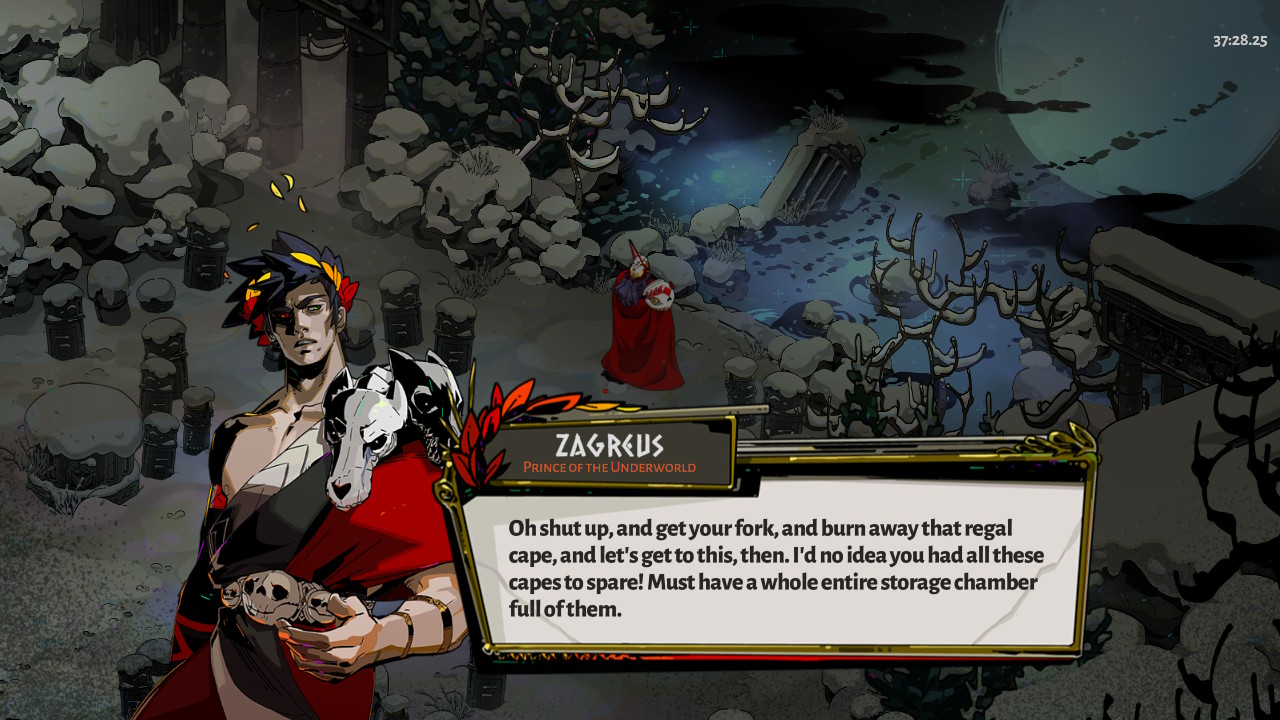 37:28.25
ZAGREUS
PRINCE OF THE UNDERWORLD
Oh shut up, and get your fork, and burn away that regal
cape, and let's get to this, then. I'd no idea you had all these
capes to spare! Must have a whole entire storage chamber
full of them.